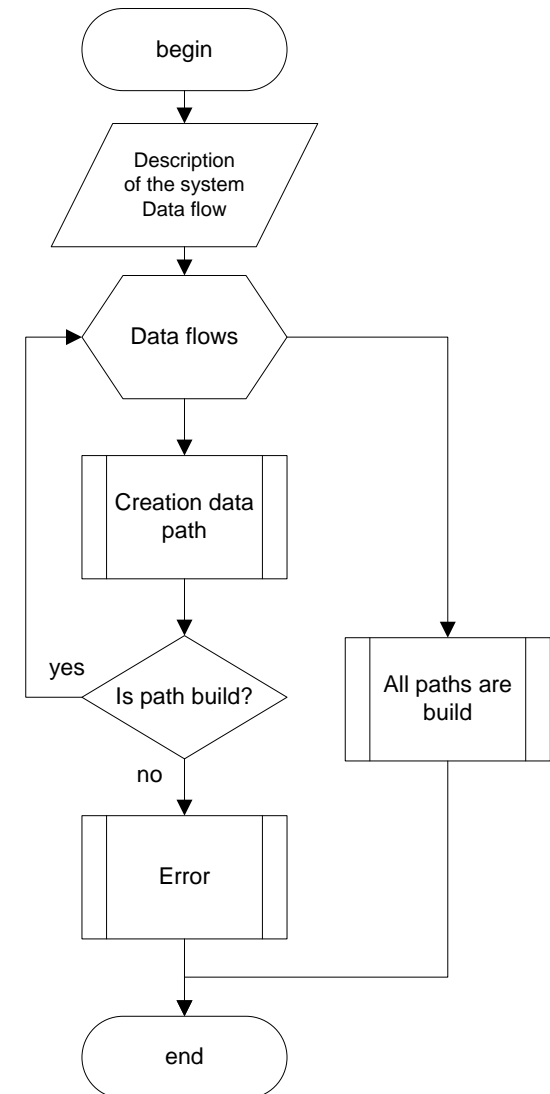 begin
Description
of the system
Data flow
Data flows
Creation data
path
yes
Is path build?
All paths are
build
no
Error
end